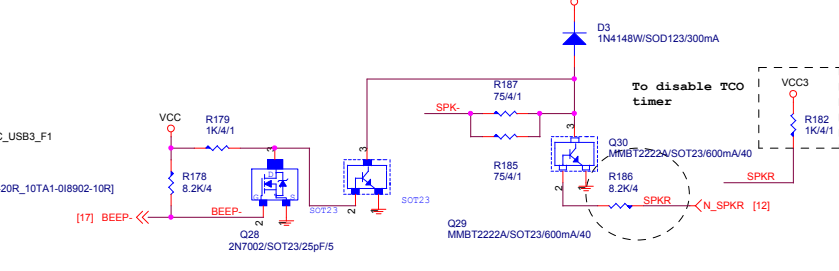 D3
1N4148W/SOD123/300mA
R187
75/4/1
To disable TCO
timer
VCC3
SPK-
VCC
R179
1K/4/1
R182
1K/4/1
C_USB3_F1
3
3
3
Q30
MMBT2222A/SOT23/600mA/40
R178
8.2K/4
D
G
S
R185
75/4/1
R186
8.2K/4
SPKR
-20R_10TA1-0I8902-10R]
2
1
SOT23
2
1
SOT23
2
1
SPKR
N_SPKR [12]
[17] BEEP-
BEEP-
Q28
2N7002/SOT23/25pF/5
Q29
MMBT2222A/SOT23/600mA/40